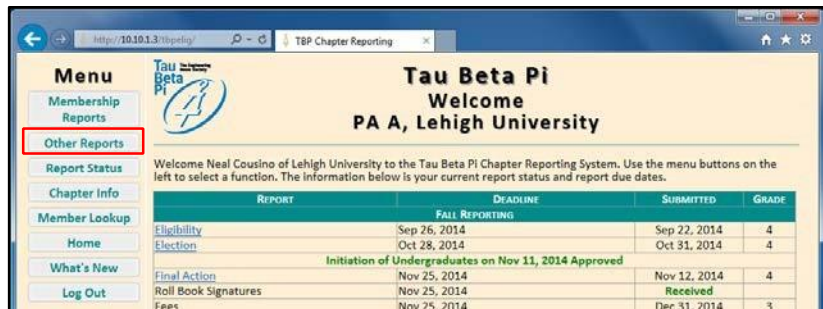 http://10.10.1.3/tbpelig/
TBP Chapter Reporting
Menu
Membership
Reports
Other Reports
Report Status
Chapter Info
Member Lookup
Home
What's New
Log Out
Tau
Beta
Pi
Tau Beta Pi
Welcome
PA A, Lehigh University
Welcome Neal Cousino of Lehigh University to the Tau Beta Pi Chapter Reporting System. Use the menu buttons on the
left to select a function. The information below is your current report status and report due dates.
REPORT DEADLINE SUBMITTED GRADE
FALL REPORTING
Eligibility Sep 26, 2014 Sep 22, 2014 4
Election Oct 28, 2014 Oct 31, 2014 4
Initiation of Undergraduates on Nov 11, 2014 Approved
Final Action Nov 25, 2014 Nov 12, 2014 4
Roll Book Signatures Nov 25, 2014 Received
Fees Nov 25, 2014 Dec 31, 2014 3